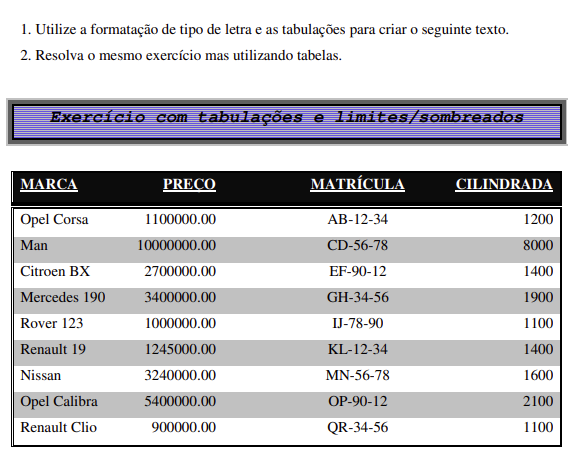 1. Utilize a formatação de tipo de letra e as tabulações para criar o seguinte texto.
2. Resolva o mesmo exercício mas utilizando tabelas.
Exercício com tabulações e limites/sombreados
MARCA PREÇO MATRÍCULA CILINDRADA
Opel Corsa 1100000.00 AB-12-34 1200
Man 10000000.00 CD-56-78 8000
Citroen BX 2700000.00 EF-90-12 1400
Mercedes 190 3400000.00 GH-34-56 1900
Rover 123 1000000.00 IJ-78-90 1100
Renault 19 1245000.00 KL-12-34 1400
Nissan 3240000.00 MN-56-78 1600
Opel Calibra 5400000.00 OP-90-12 2100
Renault Clio 900000.00 QR-34-56 1100